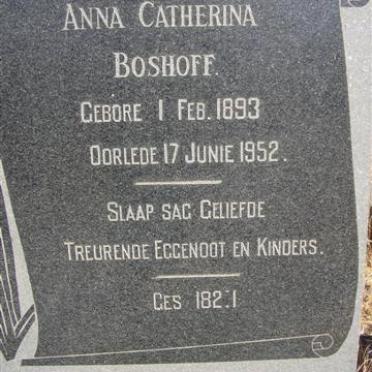 ANNA CATHERINA
BOSHOFF.
GEBORE 1 FEB. 1893
OORLEDE 17 JUNIE 1952.
SLAAP SAG GELIEFDE
TREURENDE EGGENOOT EN KINDERS.
GES 182:1